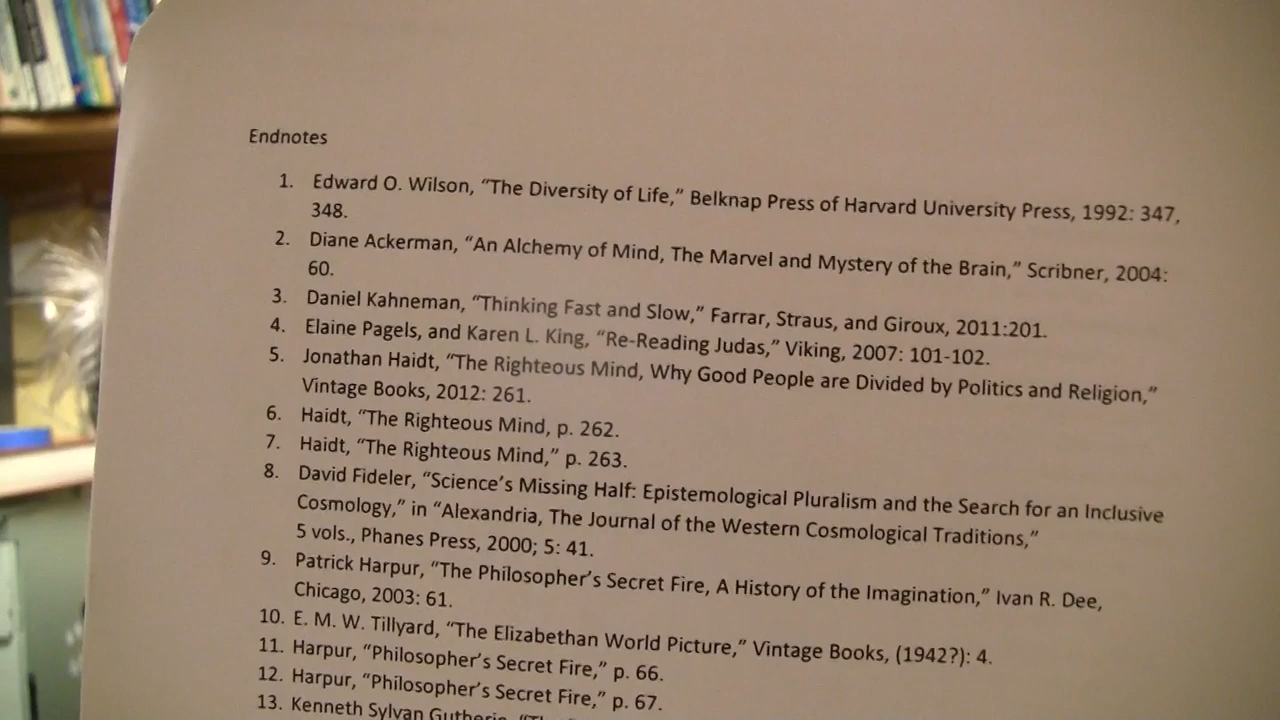 Endnotes
1. Edward O. Wilson, “The Diversity of Life,” Belknap Press of Harvard University Press, 1992: 347,
348.
2. Diane Ackerman, “An Alchemy of Mind, The Marvel and Mystery of the Brain,” Scribner, 2004:
60.
3. Daniel Kahneman, “Thinking Fast and Slow,” Farrar, Straus, and Giroux, 2011:201.
4. Elaine Pagels, and Karen L. King, “Re-Reading Judas,” Viking, 2007: 101-102.
5. Jonathan Haidt, “The Righteous Mind, Why Good People are Divided by Politics and Religion,”
Vintage Books, 2012: 261.
6. Haidt, “The Righteous Mind, p. 262.
7. Haidt, “The Righteous Mind,” p. 263.
8. David Fideler, “Science’s Missing Half: Epistemological Pluralism and the Search for an Inclusive
Cosmology,” in “Alexandria, The Journal of the Western Cosmological Traditions,”
5 vols., Phanes Press, 2000; 5: 41.
9. Patrick Harpur, “The Philosopher’s Secret Fire, A History of the Imagination,” Ivan R. Dee,
Chicago, 2003: 61.
10. E. M. W. Tillyard, “The Elizabethan World Picture,” Vintage Books, (1942?): 4.
11. Harpur, “Philosopher’s Secret Fire,” p. 66.
12. Harpur, “Philosopher’s Secret Fire,” p. 67.
13. Kenneth Sylvan